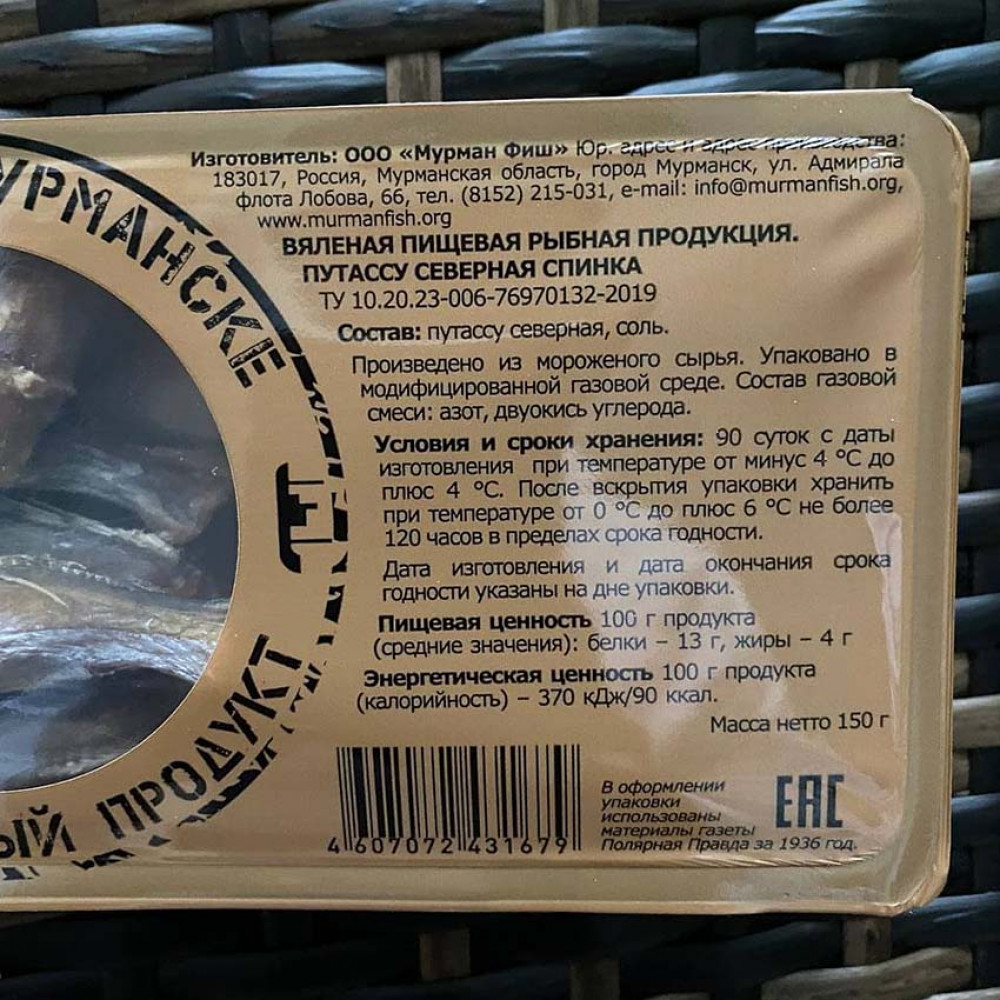 Изготовитель: ООО «Мурман Фиш» Юр. адрес и адрес производства:
183017, Россия, Мурманская область, город Мурманск, ул. Адмирала
флота Лобова, 66, тел. (8152) 215-031, e-mail: info@murmanfish.org,
www.murmanfish.org
ВЯЛЕНАЯ ПИЩЕВАЯ РЫБНАЯ ПРОДУКЦИЯ.
ПУТАССУ СЕВЕРНАЯ СПИНКА
ТУ 10.20.23-006-76970132-2019
Состав: путассу северная, соль.
Произведено из мороженого сырья. Упаковано в
модифицированной газовой среде. Состав газовой
смеси: азот, двуокись углерода.
Условия и сроки хранения: 90 суток с даты
изготовления при температуре от минус 4 °С до
плюс 4 °С. После вскрытия упаковки хранить
при температуре от 0 °С до плюс 6 °С не более
120 часов в пределах срока годности.
Дата изготовления и дата окончания срока
годности указаны на дне упаковки.
Пищевая ценность 100 г продукта
(средние значения): белки – 13 г, жиры – 4 г
Энергетическая ценность 100 г продукта
(калорийность) – 370 кДж/90 ккал.
Масса нетто 150 г
4 607072 431679
В оформлении
упаковки
использованы
материалы газеты
Полярная Правда за 1936 год.
ЕАС
УРМАНСКЕ
ЫЙ ПРОДУКТ